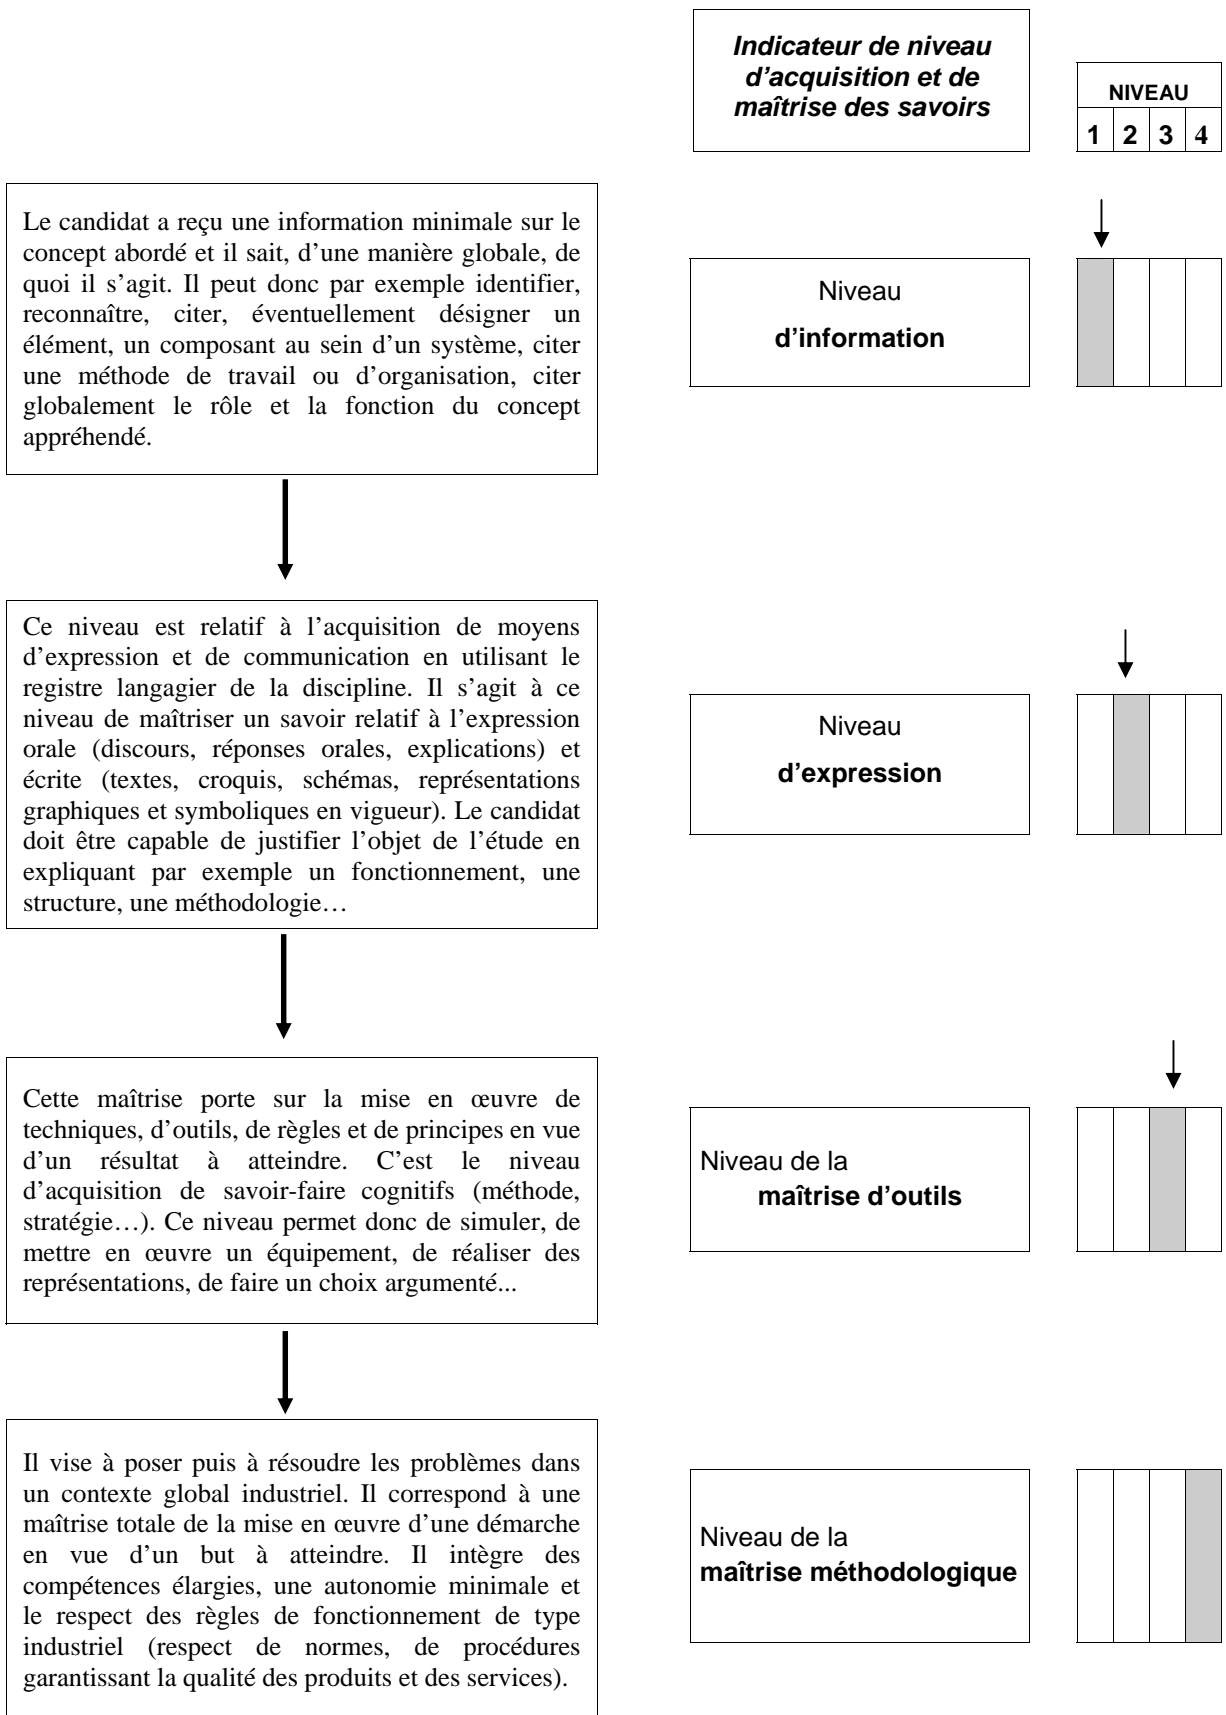 Indicateur de niveau
d’acquisition et de
maîtrise des savoirs
NIVEAU
1 2 3 4
Le candidat a reçu une information minimale sur le
concept abordé et il sait, d’une manière globale, de
quoi il s’agit. Il peut donc par exemple identifier,
reconnaître, citer, éventuellement désigner un
élément, un composant au sein d’un système, citer
une méthode de travail ou d’organisation, citer
globalement le rôle et la fonction du concept
appréhendé.
Niveau
d’information
Ce niveau est relatif à l’acquisition de moyens
d’expression et de communication en utilisant le
registre langagier de la discipline. Il s’agit à ce
niveau de maîtriser un savoir relatif à l’expression
orale (discours, réponses orales, explications) et
écrite (textes, croquis, schémas, représentations
graphiques et symboliques en vigueur). Le candidat
doit être capable de justifier l’objet de l’étude en
expliquant par exemple un fonctionnement, une
structure, une méthodologie…
Niveau
d’expression
Cette maîtrise porte sur la mise en œuvre de
techniques, d’outils, de règles et de principes en vue
d’un résultat à atteindre. C’est le niveau
d’acquisition de savoir-faire cognitifs (méthode,
stratégie…). Ce niveau permet donc de simuler, de
mettre en œuvre un équipement, de réaliser des
représentations, de faire un choix argumenté...
Niveau de la
maîtrise d’outils
Il vise à poser puis à résoudre les problèmes dans
un contexte global industriel. Il correspond à une
maîtrise totale de la mise en œuvre d’une démarche
en vue d’un but à atteindre. Il intègre des
compétences élargies, une autonomie minimale et
le respect des règles de fonctionnement de type
industriel (respect de normes, de procédures
garantissant la qualité des produits et des services).
Niveau de la
maîtrise méthodologique